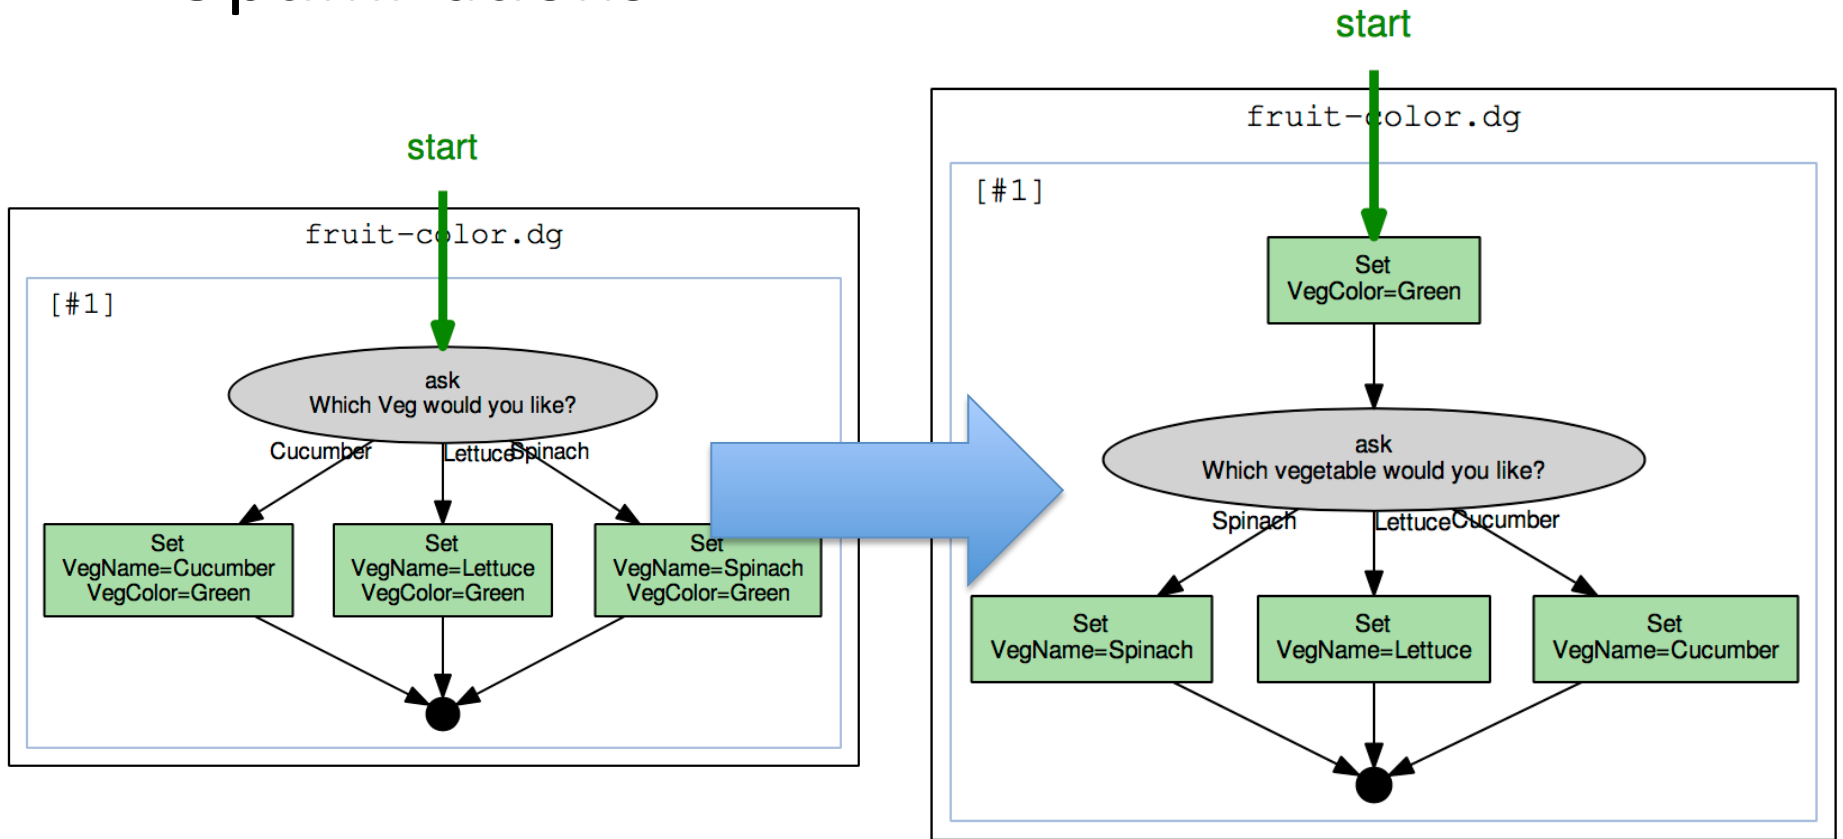 start
fruit-color.dg
[#1]
ask
Which Veg would you like?
Cucumber
Lettuce
Spinach
Set
VegName=Cucumber
VegColor=Green
Set
VegName=Lettuce
VegColor=Green
Set
VegName=Spinach
VegColor=Green
start
fruit-color.dg
[#1]
Set
VegColor=Green
ask
Which vegetable would you like?
Spinach
Lettuce
Cucumber
Set
VegName=Spinach
Set
VegName=Lettuce
Set
VegName=Cucumber